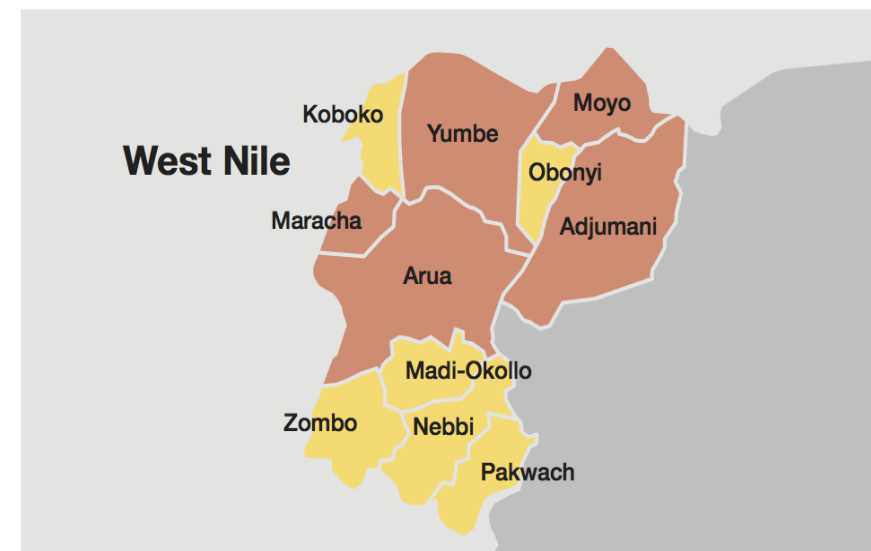 Moyo
Koboko
Yumbe
West Nile
Obonyi
Maracha
Adjumani
Arua
Madi-Okollo
Zombo
Nebbi
Pakwach